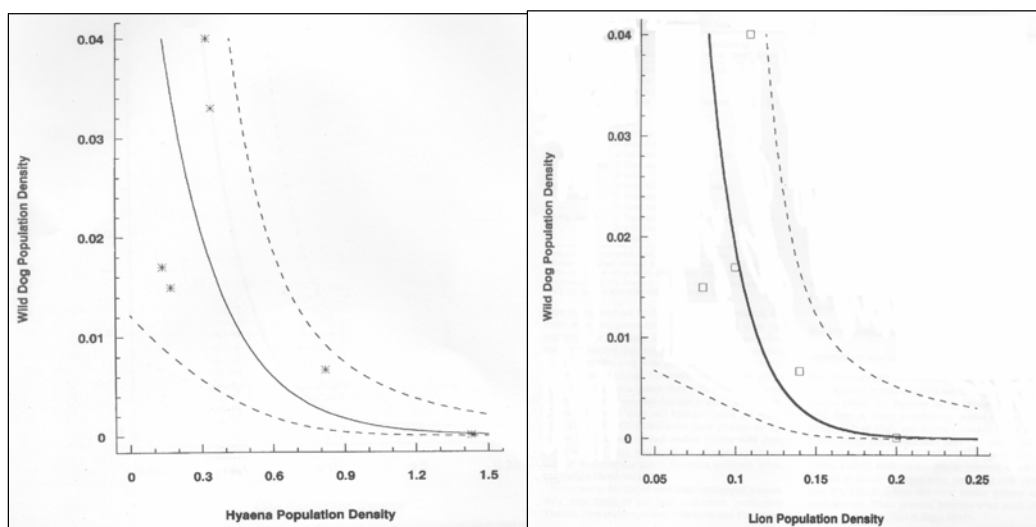 0.04
0.03
0.02
0.01
0
Wild Dog Population Density
0 0.3 0.6 0.9 1.2 1.5
Hyaena Population Density
0.04
0.03
0.02
0.01
0
Wild Dog Population Density
0.05 0.1 0.15 0.2 0.25
Lion Population Density